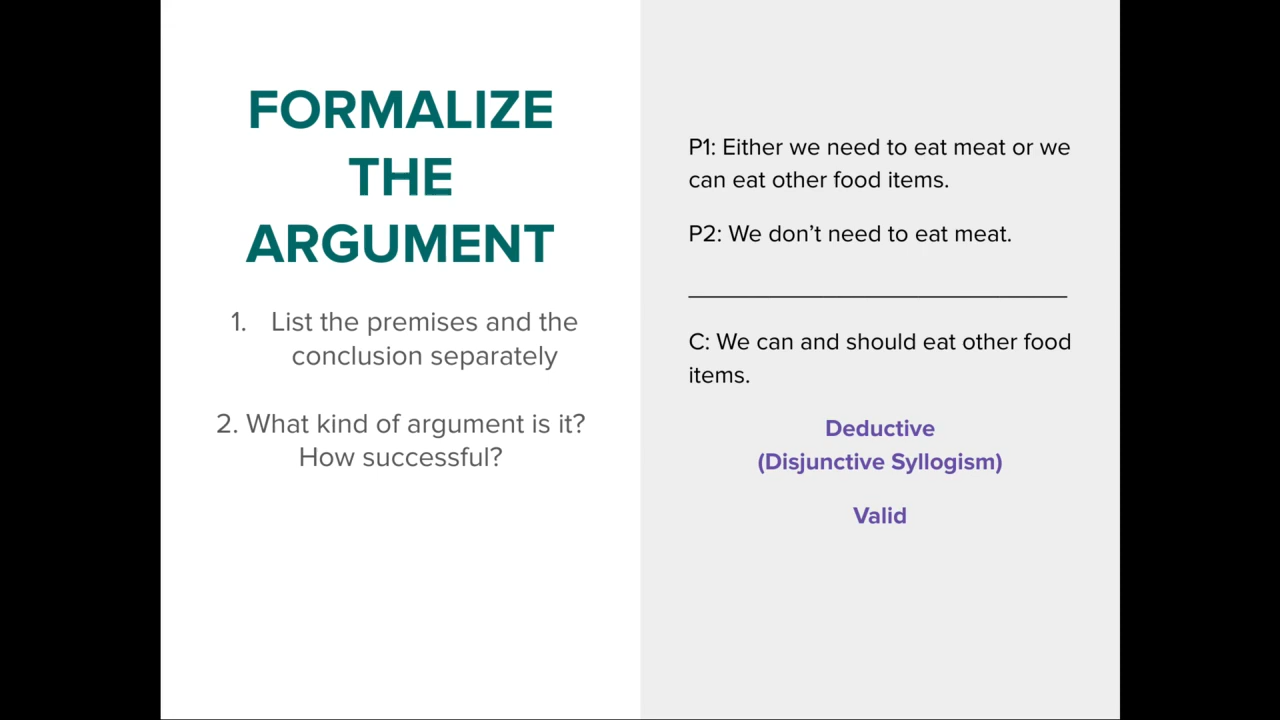 FORMALIZE
THE
ARGUMENT
1. List the premises and the
conclusion separately
2. What kind of argument is it?
How successful?
P1: Either we need to eat meat or we
can eat other food items.
P2: We don’t need to eat meat.
C: We can and should eat other food
items.
Deductive
(Disjunctive Syllogism)
Valid